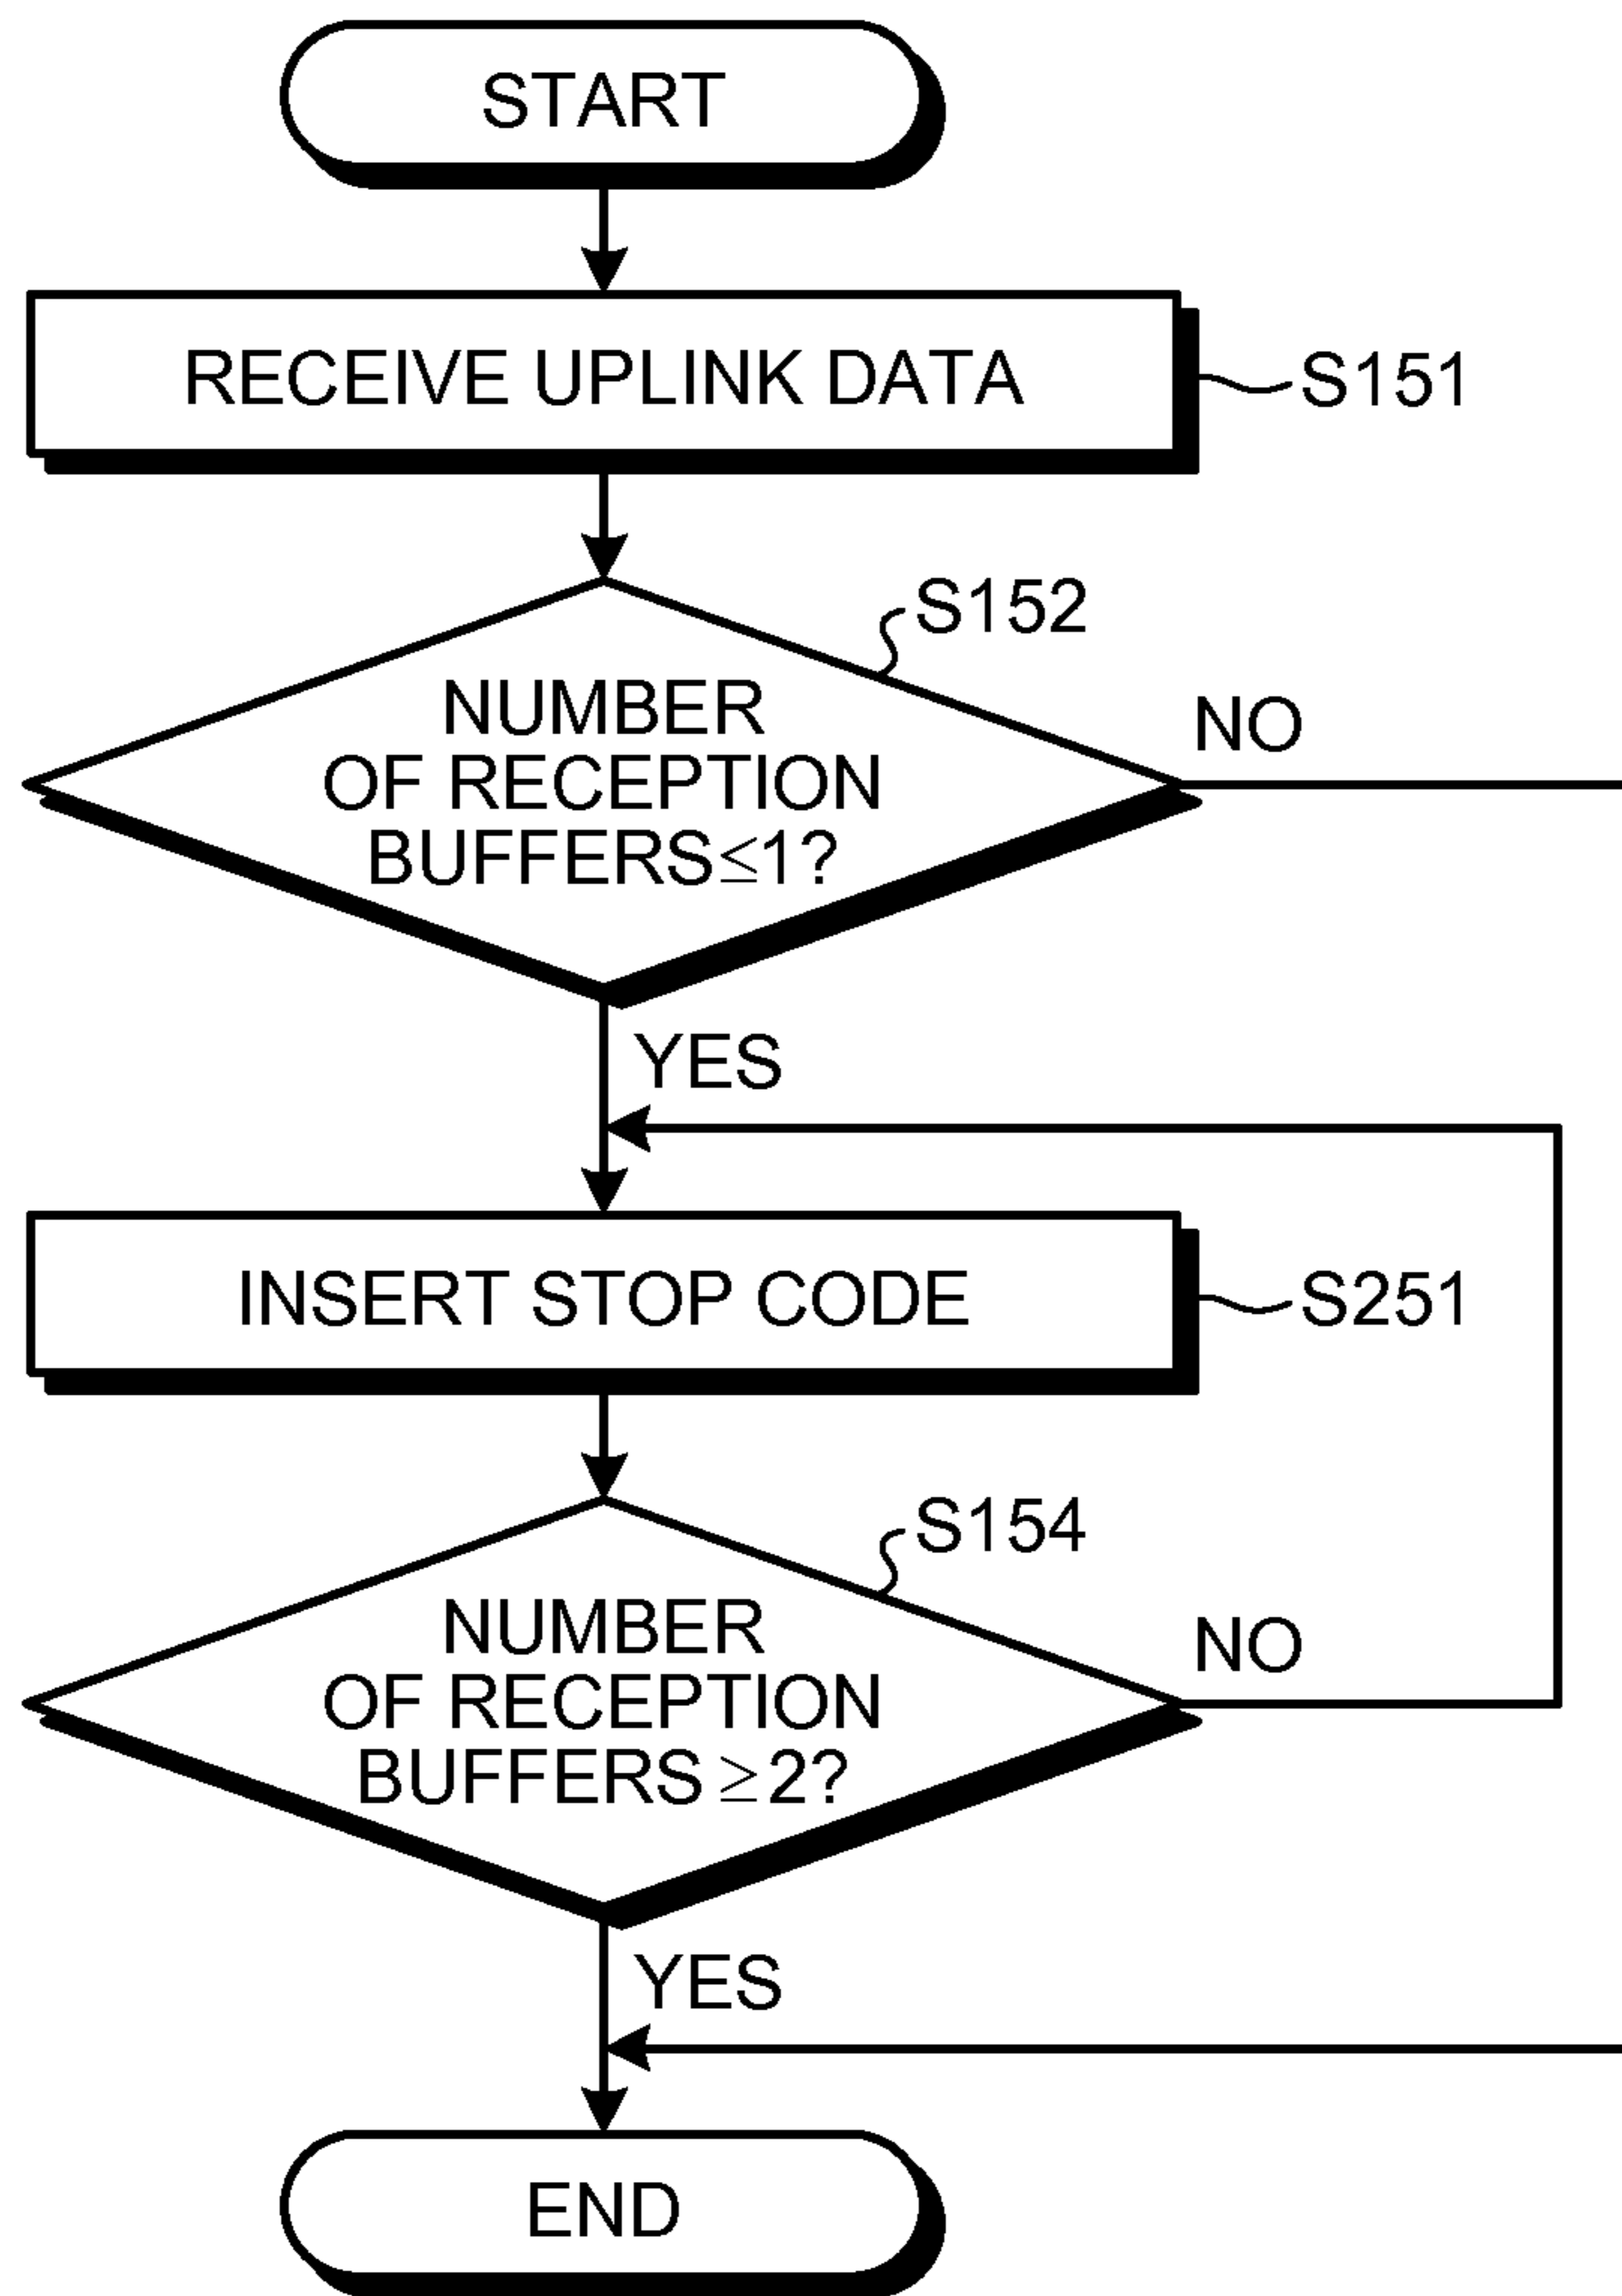 START
RECEIVE UPLINK DATA
S151
S152
NUMBER
OF RECEPTION
BUFFERS≤1?
NO
YES
INSERT STOP CODE
S251
S154
NUMBER
OF RECEPTION
BUFFERS≥2?
NO
YES
END